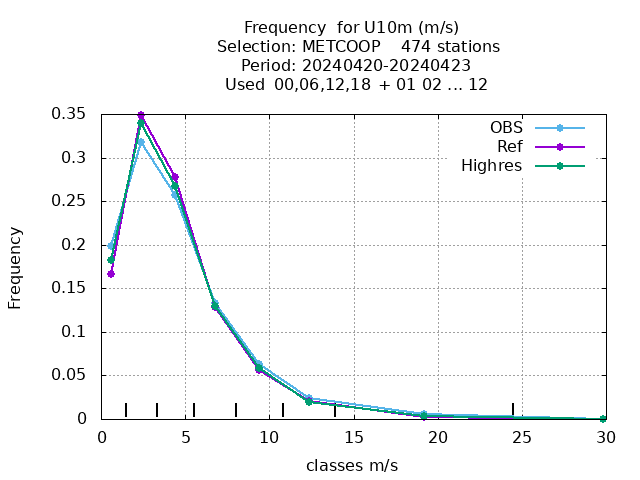 Frequency  for U10m (m/s)
Selection: METCOOP    474 stations
Period: 20240420-20240423
Used  00,06,12,18 + 01 02 ... 12
OBS
Ref
Highres
Frequency
0.35
0.3
0.25
0.2
0.15
0.1
0.05
0
0 5 10 15 20 25 30
classes m/s